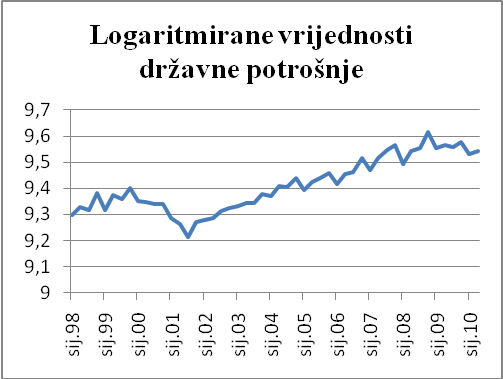 Logaritmirane vrijednosti
državne potrošnje
9,7
9,6
9,5
9,4
9,3
9,2
9,1
9
sij.98
sij.99
sij.00
sij.01
sij.02
sij.03
sij.04
sij.05
sij.06
sij.07
sij.08
sij.09
sij.10